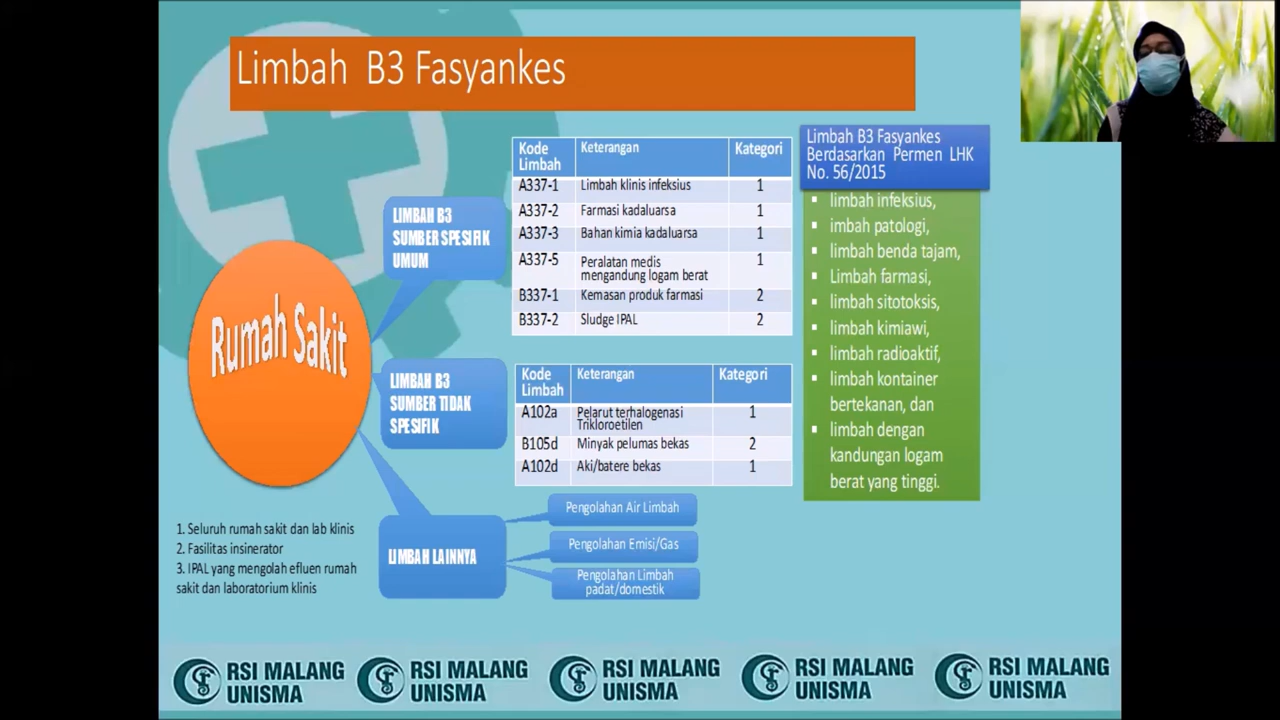 Limbah B3 Fasyankes
Rumah Sakit
LIMBAH B3
SUMBER SPESIFIK
UMUM
Kode Limbah Keterangan Kategori
A337-1 Limbah klinis infeksius 1
A337-2 Farmasi kadaluarsa 1
A337-3 Bahan kimia kadaluarsa 1
A337-5 Peralatan medis mengandung logam berat 1
B337-1 Kemasan produk farmasi 2
B337-2 Sludge IPAL 2
LIMBAH B3
SUMBER TIDAK
SPESIFIK
Kode Limbah Keterangan Kategori
A102a Pelarut terhalogenasi Trikloroetilen 1
B105d Minyak pelumas bekas 2
A102d Aki/batere bekas 1
LIMBAH LAINNYA
Pengolahan Air Limbah
Pengolahan Emisi/Gas
Pengolahan Limbah
padat/domestik
1. Seluruh rumah sakit dan lab klinis
2. Fasilitas insinerator
3. IPAL yang mengolah efluen rumah
sakit dan laboratorium klinis
Limbah B3 Fasyankes
Berdasarkan Permen LHK
No. 56/2015
▪ limbah infeksius,
▪ imbah patologi,
▪ limbah benda tajam,
▪ Limbah farmasi,
▪ limbah sitotoksis,
▪ limbah kimiawi,
▪ limbah radioaktif,
▪ limbah kontainer
bertekanan, dan
▪ limbah dengan
kandungan logam
berat yang tinggi.
RSI MALANG
UNISMA
RSI MALANG
UNISMA
RSI MALANG
UNISMA
RSI MALANG
UNISMA
RSI MALANG
UNISMA